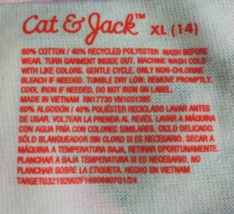 Cat & Jack™ XL (14)
60% COTTON / 40% RECYCLED POLYESTER WASH BEFORE
WEAR. TURN GARMENT INSIDE OUT. MACHINE WASH COLD
WITH LIKE COLORS. GENTLE CYCLE. ONLY NON-CHLORINE
BLEACH IF NEEDED. TUMBLE DRY LOW. REMOVE PROMPTLY.
COOL IRON IF NEEDED. DO NOT IRON ON LABEL.
MADE IN VIETNAM RN17730
60% ALGODÓN / 40% POLIÉSTER RECICLADO LAVAR ANTES
DE USAR. VOLTEAR LA PRENDA AL REVÉS. LAVAR A MÁQUINA
CON AGUA FRÍA CON COLORES SIMILARES. CICLO DELICADO.
SÓLO BLANQUEADOR SIN CLORO SI ES NECESARIO. SECAR A
MÁQUINA A TEMPERATURA BAJA. RETIRAR OPORTUNAMENTE.
PLANCHAR A BAJA TEMPERATURA SI ES NECESARIO. NO
PLANCHAR SOBRE LA ETIQUETA. HECHO EN VIETNAM